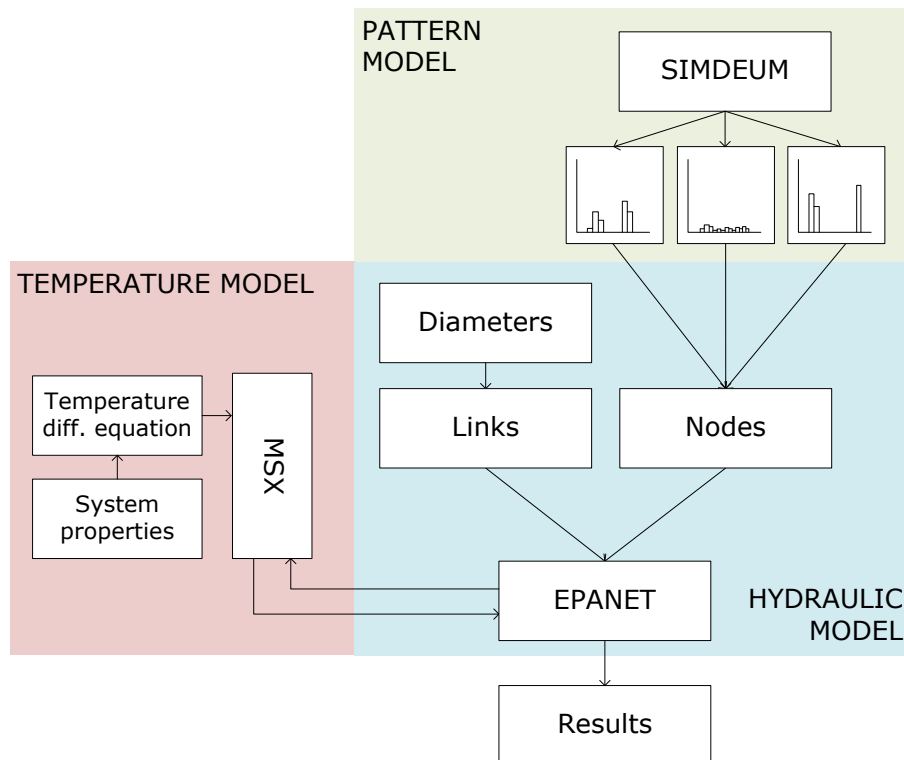 PATTERN
MODEL
SIMDEUM
TEMPERATURE MODEL
Diameters
Temperature
diff. equation
MSX
Links
Nodes
System
properties
EPANET
HYDRAULIC
MODEL
Results